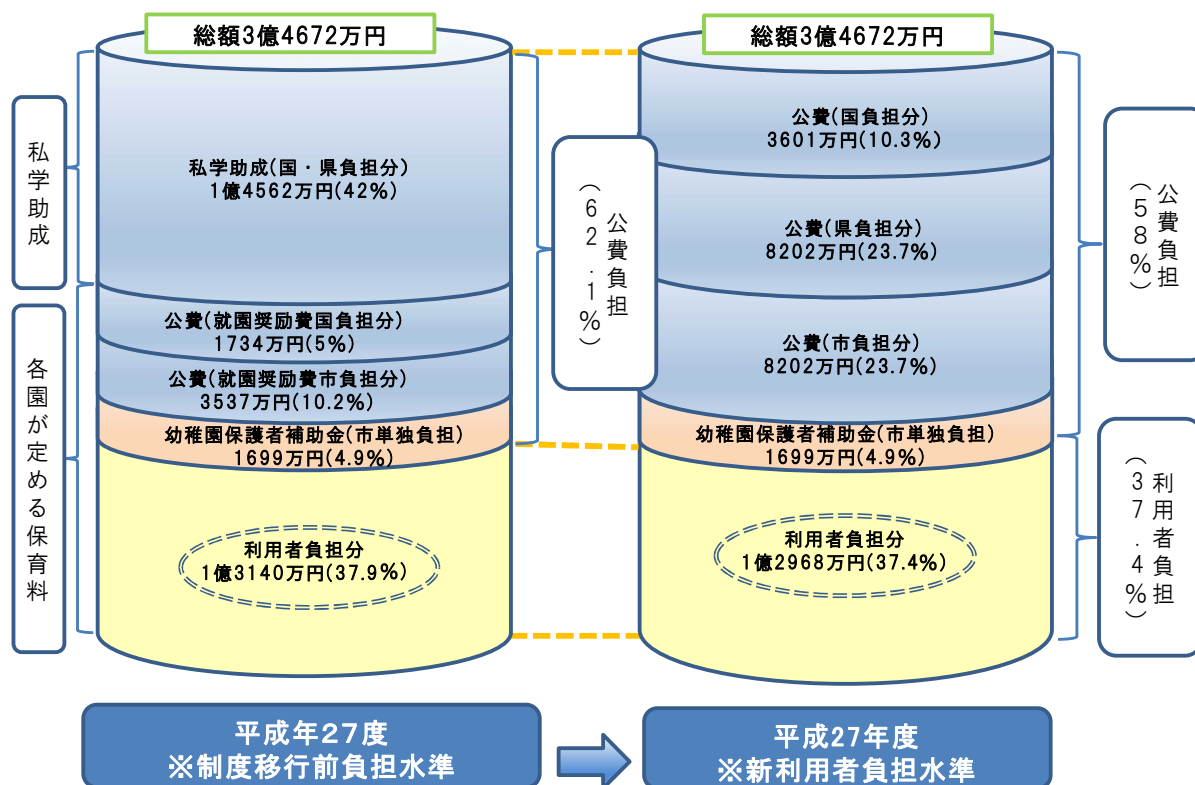 総額3億4672万円
私学助成
各園が定める保育料
私学助成(国・県負担分)
1億4562万円(42%)
公費(就園奨励費国負担分)
1734万円(5%)
公費(就園奨励費市負担分)
3537万円(10.2%)
幼稚園保護者補助金(市単独負担)
1699万円(4.9%)
利用者負担分
1億3140万円(37.9%)
公費負担
(62.1%)
平成年27度
※制度移行前負担水準
総額3億4672万円
公費(国負担分)
3601万円(10.3%)
公費(県負担分)
8202万円(23.7%)
公費(市負担分)
8202万円(23.7%)
幼稚園保護者補助金(市単独負担)
1699万円(4.9%)
利用者負担分
1億2968万円(37.4%)
公費負担
(58%)
利用者負担
(37.4%)
平成27年度
※新利用者負担水準